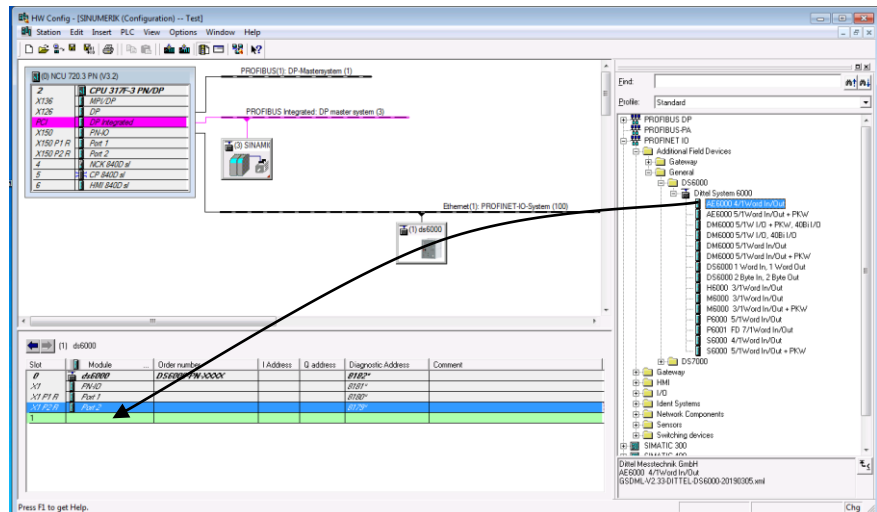 HW Config - [SINUMERIK (Configuration) -- Test]
Station Edit Insert PLC View Options Window Help
(0) NCU 720.3 PN (V3.2)
2 CPU 317F-3 PN/DP
X136 MPI/DP
X126 DP
PCI DP Integrated
X150 PN-IO
X150 P1 R Port 1
X150 P2 R Port 2
4 NCK 840D sl
5 CP 840D sl
6 HMI 840D sl
PROFIBUS(1): DP-Mastersystem (1)
PROFIBUS Integrated: DP master system (3)
(3) SINAMI
Ethernet(1): PROFINET-IO-System (100)
(1) ds6000
(1) ds6000
Slot Module ... Order number I Address Q address Diagnostic Address Comment
0 ds6000 DS6000-PN-XXXX 8182*
X1 PN-IO 8181*
X1 P1 R Port 1 8180*
X1 P2 R Port 2 8179*
1
Find:
Profile: Standard
PROFIBUS DP
PROFIBUS-PA
PROFINET IO
Additional Field Devices
Gateway
General
DS6000
Dittel System 6000
AE6000 4/1Word In/Out
AE6000 5/1Word In/Out + PKW
DM6000 5/1W I/O + PKW, 40Bi I/O
DM6000 5/1W I/O, 40Bi I/O
DM6000 5/1Word In/Out
DM6000 5/1Word In/Out + PKW
DS6000 1 Word In, 1 Word Out
DS6000 2 Byte In, 2 Byte Out
H6000 3/1Word In/Out
M6000 3/1Word In/Out
M6000 3/1Word In/Out + PKW
P6000 5/1Word In/Out
P6001 FD 7/1Word In/Out
S6000 4/1Word In/Out
S6000 5/1Word In/Out + PKW
DS7000
Gateway
HMI
I/O
Ident Systems
Network Components
Sensors
Switching devices
SIMATIC 300
SIMATIC 400
Dittel Messtechnik GmbH
AE6000 4/1Word In/Out
GSDML-V2.33-DITTEL-DS6000-20190305.xml
Press F1 to get Help.
Chg